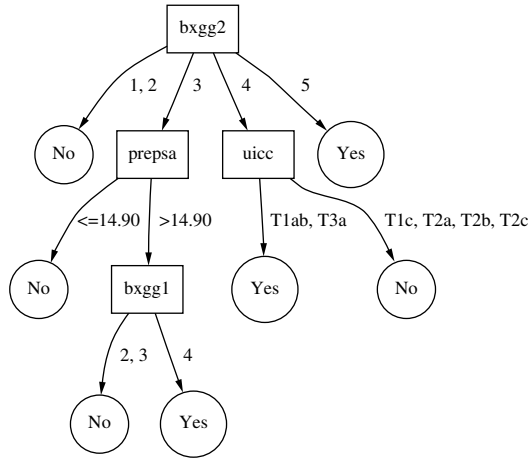 bxgg2
1, 2
3
4
5
No
prepsa
uicc
Yes
<=14.90
>14.90
T1ab, T3a
T1c, T2a, T2b, T2c
No
bxgg1
Yes
No
2, 3
4
No
Yes